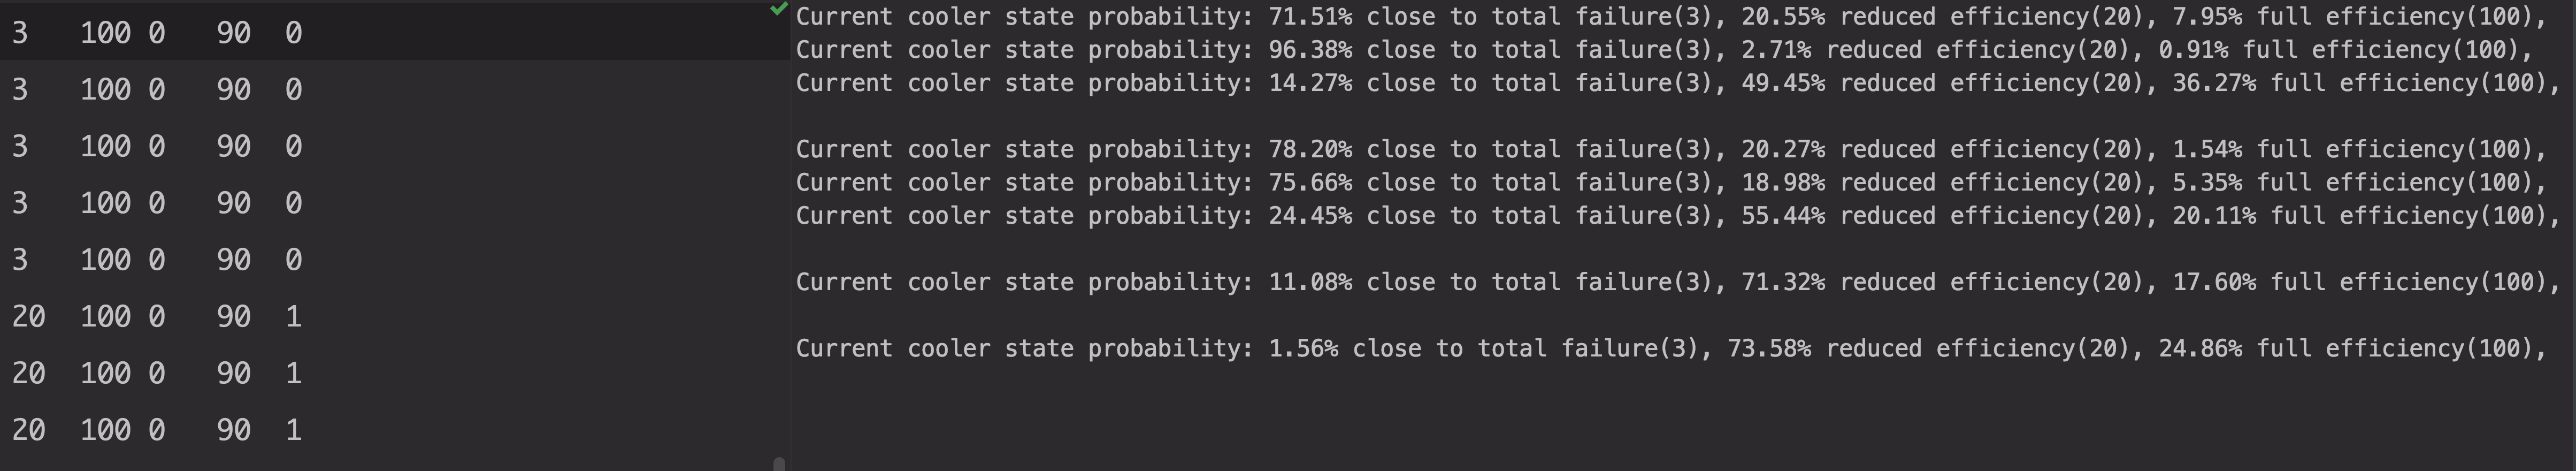 3 100 0 90 0
3 100 0 90 0
3 100 0 90 0
3 100 0 90 0
3 100 0 90 0
20 100 0 90 1
20 100 0 90 1
20 100 0 90 1
Current cooler state probability: 71.51% close to total failure(3), 20.55% reduced efficiency(20), 7.95% full efficiency(100),
Current cooler state probability: 96.38% close to total failure(3), 2.71% reduced efficiency(20), 0.91% full efficiency(100),
Current cooler state probability: 14.27% close to total failure(3), 49.45% reduced efficiency(20), 36.27% full efficiency(100),
Current cooler state probability: 78.20% close to total failure(3), 20.27% reduced efficiency(20), 1.54% full efficiency(100),
Current cooler state probability: 75.66% close to total failure(3), 18.98% reduced efficiency(20), 5.35% full efficiency(100),
Current cooler state probability: 24.45% close to total failure(3), 55.44% reduced efficiency(20), 20.11% full efficiency(100),
Current cooler state probability: 11.08% close to total failure(3), 71.32% reduced efficiency(20), 17.60% full efficiency(100),
Current cooler state probability: 1.56% close to total failure(3), 73.58% reduced efficiency(20), 24.86% full efficiency(100),